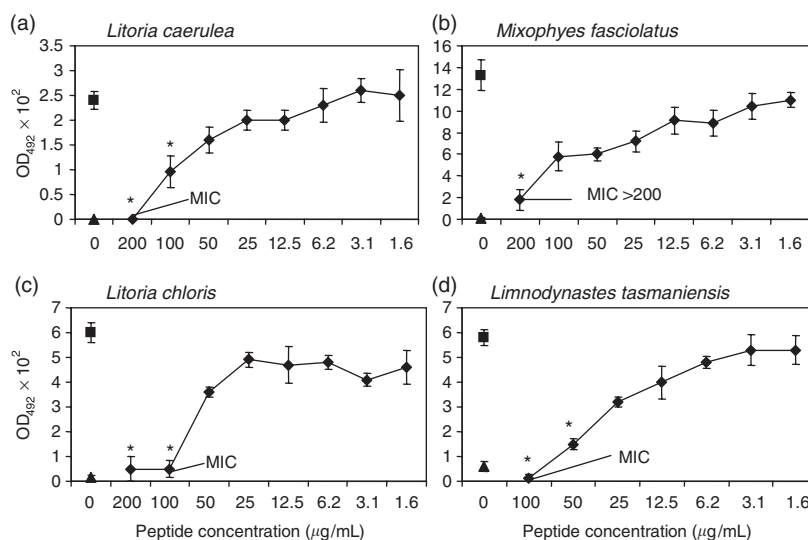 (a) Litoria caerulea
OD₄₉₂ × 10²
3.5
3
2.5
2
1.5
1
0.5
0
*
*
MIC
0 200 100 50 25 12.5 6.2 3.1 1.6
(b) Mixophyes fasciolatus
OD₄₉₂ × 10²
16
14
12
10
8
6
4
2
0
*
MIC >200
0 200 100 50 25 12.5 6.2 3.1 1.6
(c) Litoria chloris
OD₄₉₂ × 10²
7
6
5
4
3
2
1
0
*
*
MIC
0 200 100 50 25 12.5 6.2 3.1 1.6
Peptide concentration (μg/mL)
(d) Limnodynastes tasmaniensis
7
6
5
4
3
2
1
0
*
*
MIC
0 100 50 25 12.5 6.2 3.1 1.6
Peptide concentration (μg/mL)